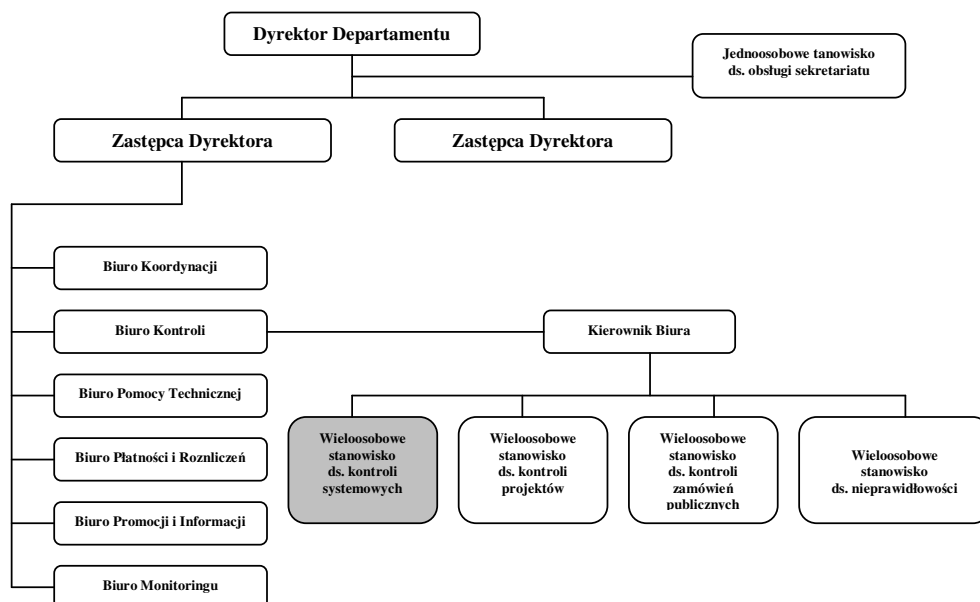 Dyrektor Departamentu
Jednoosobowe tanowisko
ds. obsługi sekretariatu
Zastępca Dyrektora
Zastępca Dyrektora
Biuro Koordynacji
Biuro Kontroli
Kierownik Biura
Biuro Pomocy Technicznej
Wieloosobowe
stanowisko
ds. kontroli
systemowych
Wieloosobowe
stanowisko
ds. kontroli
projektów
Wieloosobowe
stanowisko
ds. kontroli
zamówień
publicznych
Wieloosobowe
stanowisko
ds. nieprawidłowości
Biuro Płatności i Roznliczeń
Biuro Promocji i Informacji
Biuro Monitoringu